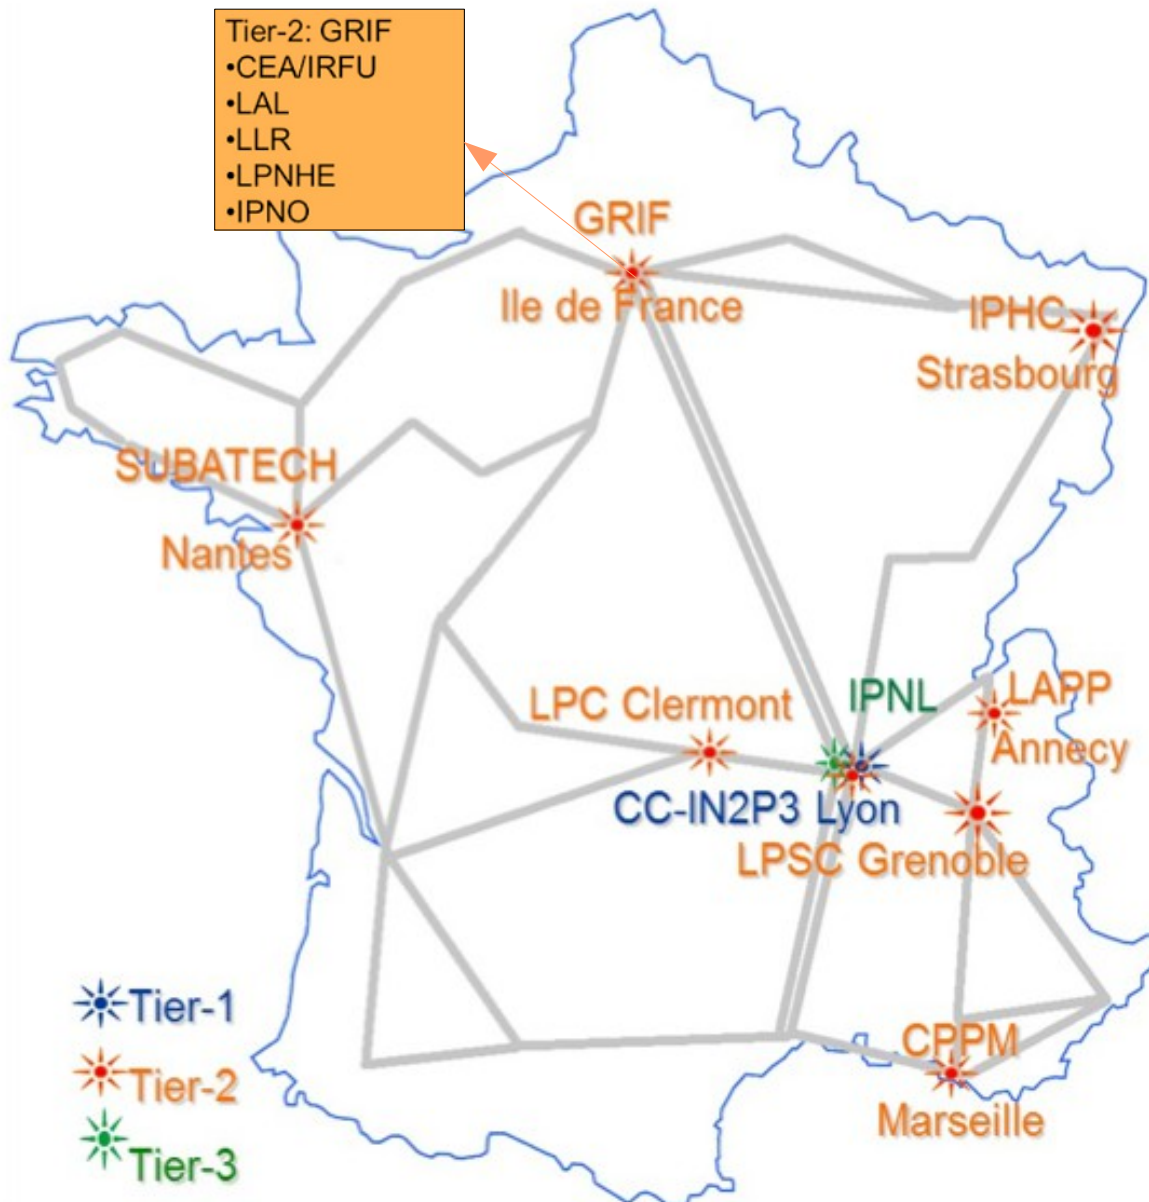 Tier-2: GRIF
•CEA/IRFU
•LAL
•LLR
•LPNHE
•IPNO
GRIF
Ile de France
IPHC
Strasbourg
SUBATECH
Nantes
IPNL
LAPP
Annecy
LPC Clermont
CC-IN2P3 Lyon
LPSC Grenoble
CPPM
Marseille
Tier-1
Tier-2
Tier-3